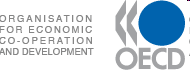 ORGANISATION
FOR ECONOMIC
CO-OPERATION
AND DEVELOPMENT
OECD